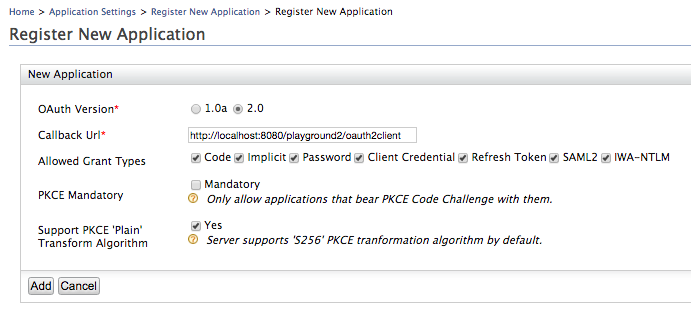 Home > Application Settings > Register New Application > Register New Application
Register New Application
New Application
OAuth Version* 1.0a 2.0
Callback Url* http://localhost:8080/playground2/oauth2client
Allowed Grant Types Code Implicit Password Client Credential Refresh Token SAML2 IWA-NTLM
PKCE Mandatory Mandatory
? Only allow applications that bear PKCE Code Challenge with them.
Support PKCE 'Plain' Yes
Transform Algorithm ? Server supports 'S256' PKCE tranformation algorithm by default.
Add Cancel